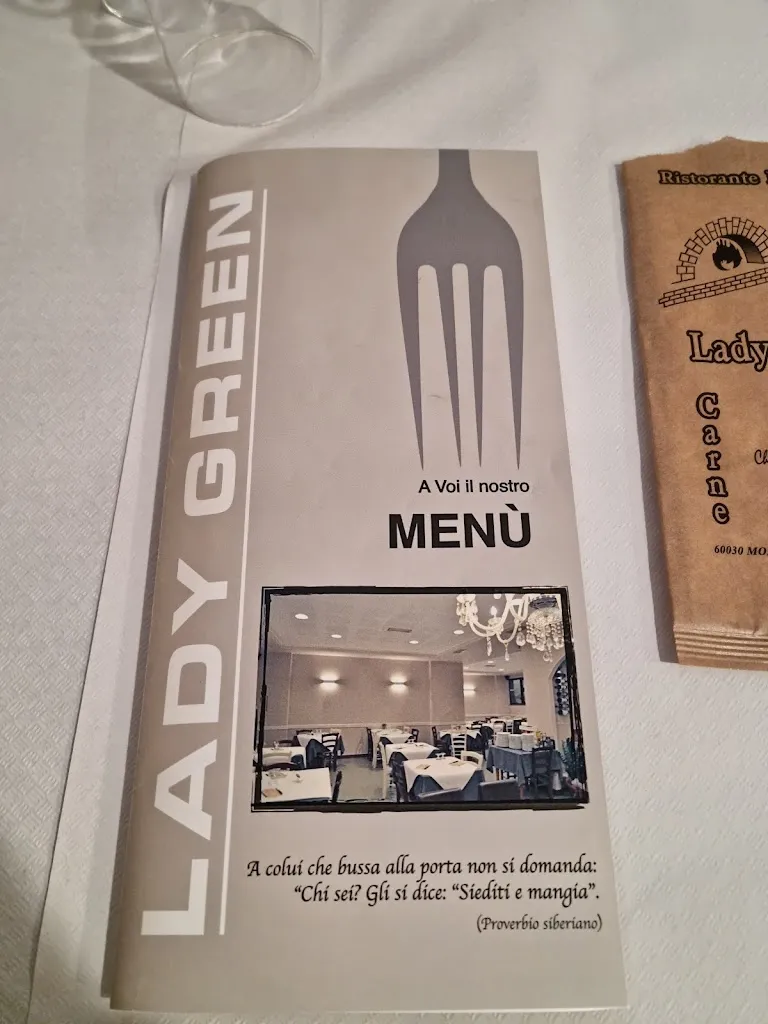 LADY GREEN
A Voi il nostro
MENÙ
A colui che bussa alla porta non si domanda:
“Chi sei? Gli si dice: “Siediti e mangia”.
(Proverbio siberiano)
Ristorante
Lady
Carne
60030